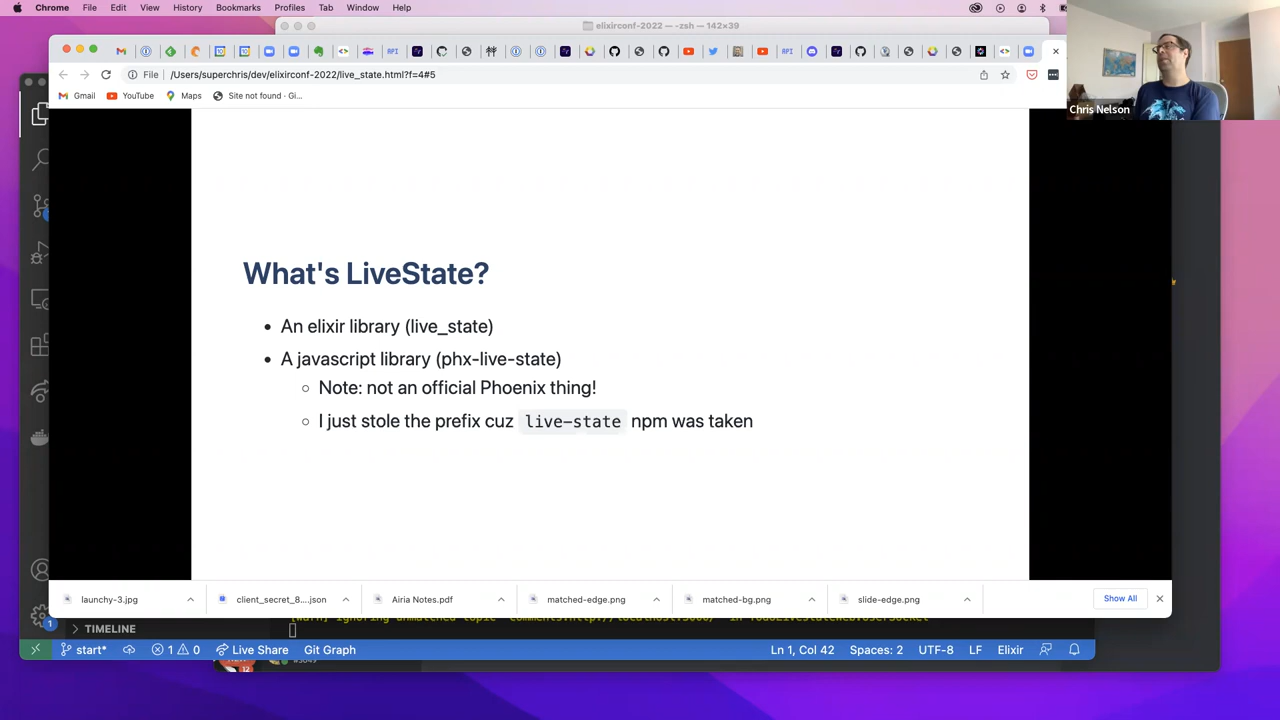 Chrome File Edit View History Bookmarks Profiles Tab Window Help
elixirconf-2022 — -zsh — 142×39
API
API
File /Users/superchris/dev/elixirconf-2022/live_state.html?f=4#5
Gmail YouTube Maps Site not found · Gi...
Chris Nelson
What's LiveState?
An elixir library (live_state)
A javascript library (phx-live-state)
Note: not an official Phoenix thing!
I just stole the prefix cuz live-state npm was taken
launchy-3.jpg client_secret_8....json Airia Notes.pdf matched-edge.png matched-bg.png slide-edge.png Show All
1 TIMELINE
start* 1 0 Live Share Git Graph Ln 1, Col 42 Spaces: 2 UTF-8 LF Elixir
12